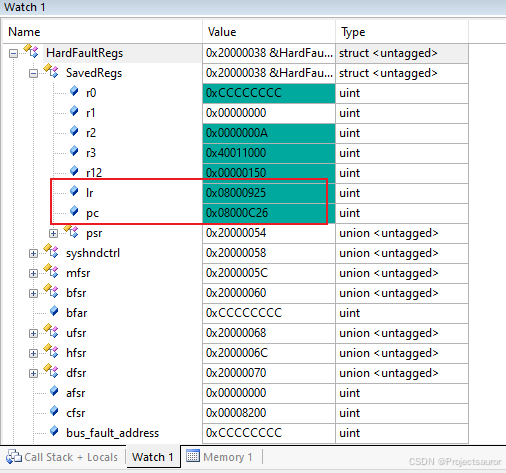 Watch 1
Name Value Type
HardFaultRegs 0x20000038 &HardFau... struct <untagged>
SavedRegs 0x20000038 &HardFau... struct <untagged>
r0 0xCCCCCCCC uint
r1 0x00000000 uint
r2 0x0000000A uint
r3 0x40011000 uint
r12 0x00000150 uint
lr 0x08000925 uint
pc 0x08000C26 uint
psr 0x20000054 union <untagged>
syshndctrl 0x20000058 union <untagged>
mfsr 0x2000005C union <untagged>
bfsr 0x20000060 union <untagged>
bfar 0xCCCCCCCC uint
ufsr 0x20000068 union <untagged>
hfsr 0x2000006C union <untagged>
dfsr 0x20000070 union <untagged>
afsr 0x00000000 uint
cfsr 0x00008200 uint
bus_fault_address 0xCCCCCCCC uint
Call Stack + Locals Watch 1 Memory 1
CSDN @Projectsauror